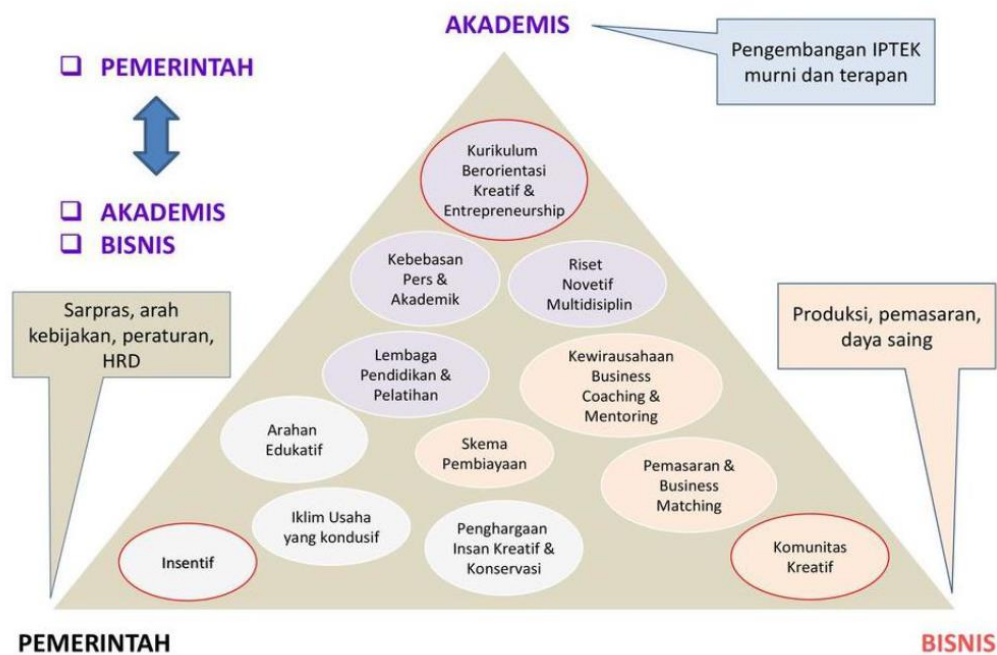 AKADEMIS
Pengembangan IPTEK
murni dan terapan
PEMERINTAH
AKADEMIS
BISNIS
Kurikulum
Berorientasi
Kreatif &
Entrepreneurship
Kebebasan
Pers &
Akademik
Riset
Novetif
Multidisiplin
Sarpras, arah
kebijakan, peraturan,
HRD
Produksi, pemasaran,
daya saing
Lembaga
Pendidikan &
Pelatihan
Kewirausahaan
Business
Coaching &
Mentoring
Arahan
Edukatif
Skema
Pembiayaan
Pemasaran &
Business
Matching
Iklim Usaha
yang kondusif
Penghargaan
Insan Kreatif &
Konservasi
Insentif
Komunitas
Kreatif
PEMERINTAH
BISNIS